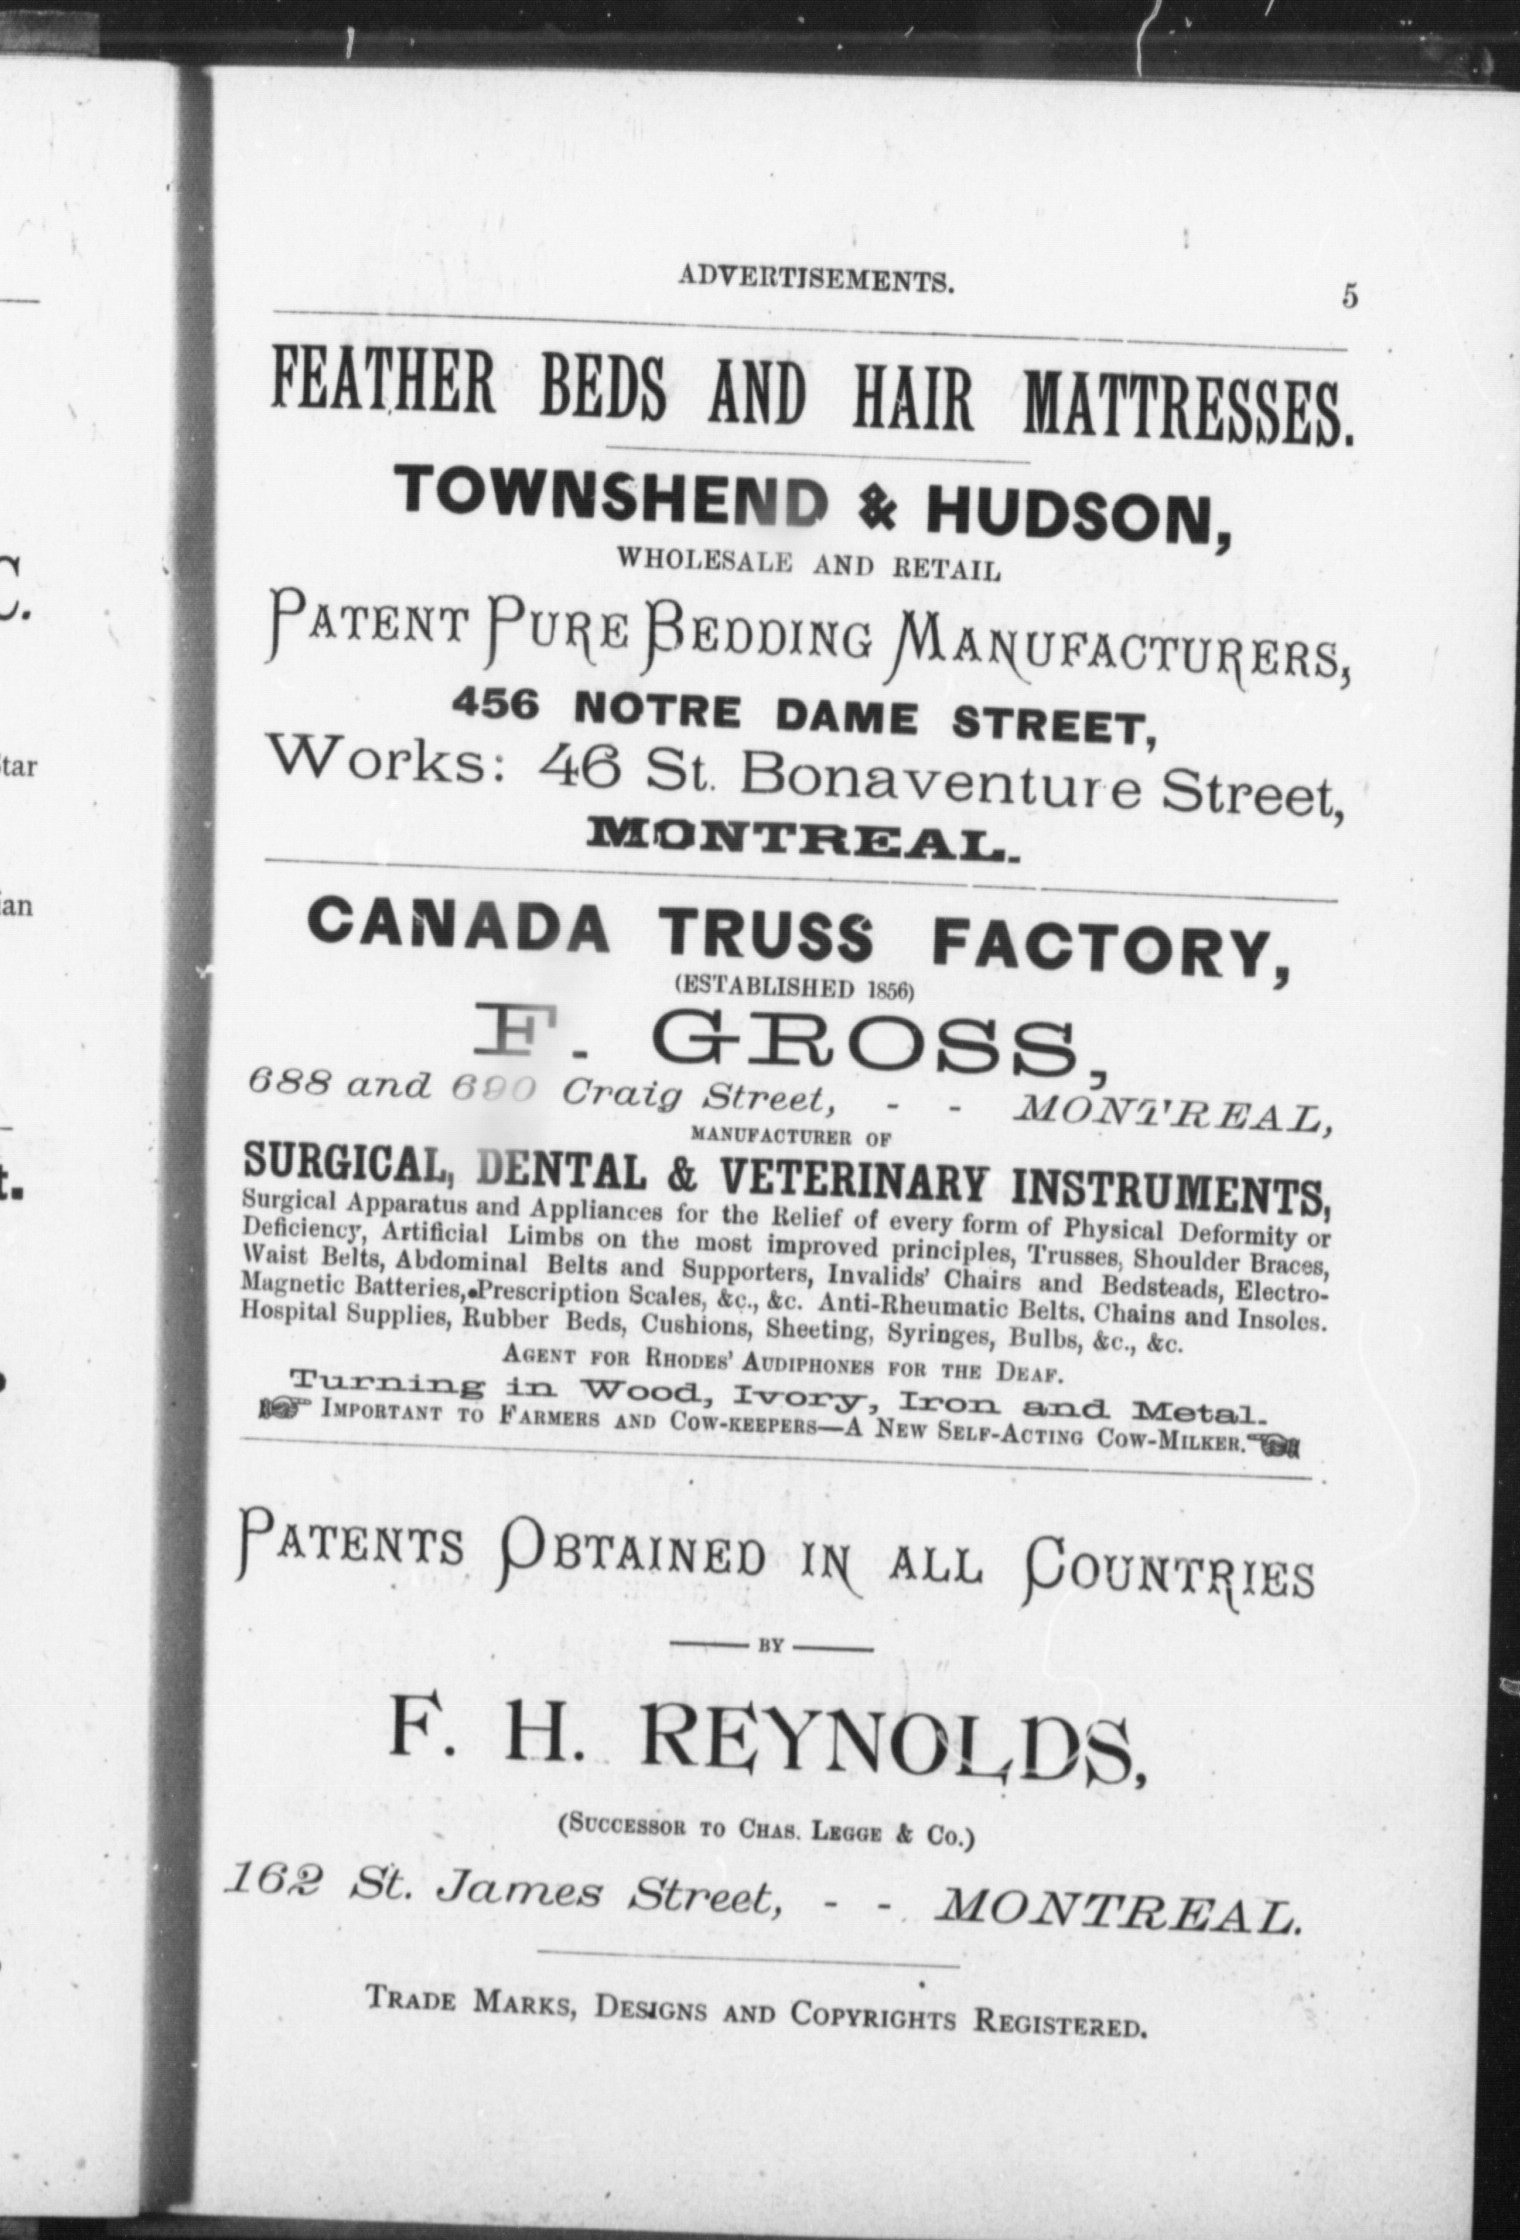 ADVERTISEMENTS.
5
FEATHER BEDS AND HAIR MATTRESSES.
TOWNSHEND & HUDSON,
WHOLESALE AND RETAIL
PATENT PURE BEDDING MANUFACTURERS,
456 NOTRE DAME STREET,
Works: 46 St. Bonaventure Street,
MONTREAL.
CANADA TRUSS FACTORY,
(ESTABLISHED 1856)
F. GROSS,
688 and 690 Craig Street, - - MONTREAL,
MANUFACTURER OF
SURGICAL, DENTAL & VETERINARY INSTRUMENTS,
Surgical Apparatus and Appliances for the Relief of every form of Physical Deformity or
Deficiency, Artificial Limbs on the most improved principles, Trusses, Shoulder Braces,
Waist Belts, Abdominal Belts and Supporters, Invalids' Chairs and Bedsteads, Electro-
Magnetic Batteries, Prescription Scales, &c., &c. Anti-Rheumatic Belts, Chains and Insoles.
Hospital Supplies, Rubber Beds, Cushions, Sheeting, Syringes, Bulbs, &c., &c.
AGENT FOR RHODES' AUDIPHONES FOR THE DEAF.
Turning in Wood, Ivory, Iron and Metal.
IMPORTANT TO FARMERS AND COW-KEEPERS—A NEW SELF-ACTING COW-MILKER.
PATENTS OBTAINED IN ALL COUNTRIES
BY
F. H. REYNOLDS,
(SUCCESSOR TO CHAS. LEGGE & CO.)
162 St. James Street, - - MONTREAL.
TRADE MARKS, DESIGNS AND COPYRIGHTS REGISTERED.